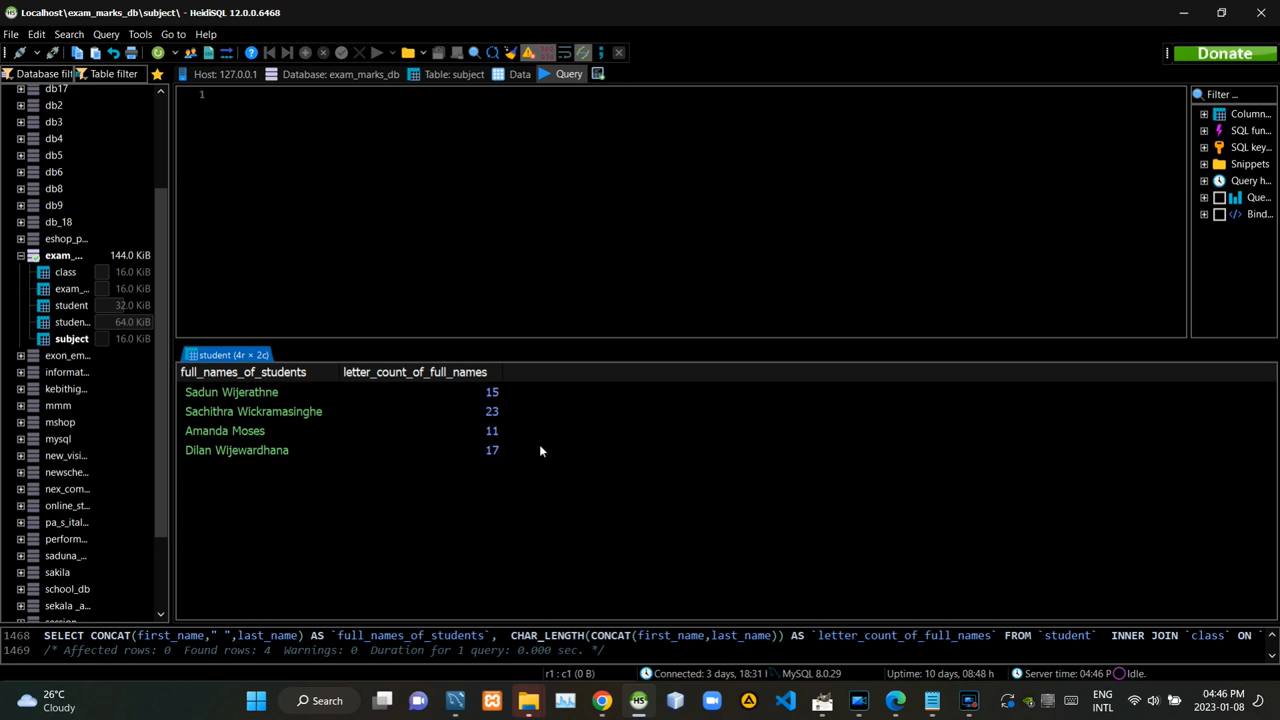 Localhost\exam_marks_db\subject\ - HeidiSQL 12.0.0.6468
File Edit Search Query Tools Go to Help
Donate
Database filt Table filter Host: 127.0.0.1 Database: exam_marks_db Table: subject Data Query
db17
db2
db3
db4
db5
db6
db8
db9
db_18
eshop_p...
exam_... 144.0 KiB
class 16.0 KiB
exam_... 16.0 KiB
student 32.0 KiB
studen... 64.0 KiB
subject 16.0 KiB
exon_em...
informat...
kebithig...
mmm
mshop
mysql
new_visi...
newsche...
nex_com...
online_st...
pa_s_ital...
perform...
saduna_...
sakila
school_db
sekala_a...
session
1
Filter ...
Colum...
SQL fun...
SQL key...
Snippets
Query h...
Que...
Bind...
student (4r × 2c)
full_names_of_students letter_count_of_full_names
Sadun Wijerathne 15
Sachithra Wickramasinghe 23
Amanda Moses 11
Dilan Wijewardhana 17
1468 SELECT CONCAT(first_name," ",last_name) AS `full_names_of_students`, CHAR_LENGTH(CONCAT(first_name,last_name)) AS `letter_count_of_full_names` FROM `student` INNER JOIN `class` ON `
1469 /* Affected rows: 0 Found rows: 4 Warnings: 0 Duration for 1 query: 0.000 sec. */
r1 : c1 (0 B) Connected: 3 days, 18:31 h MySQL 8.0.29 Uptime: 10 days, 08:48 h Server time: 04:46 P Idle.
26°C
Cloudy
Search
ENG
INTL
04:46 PM
2023-01-08